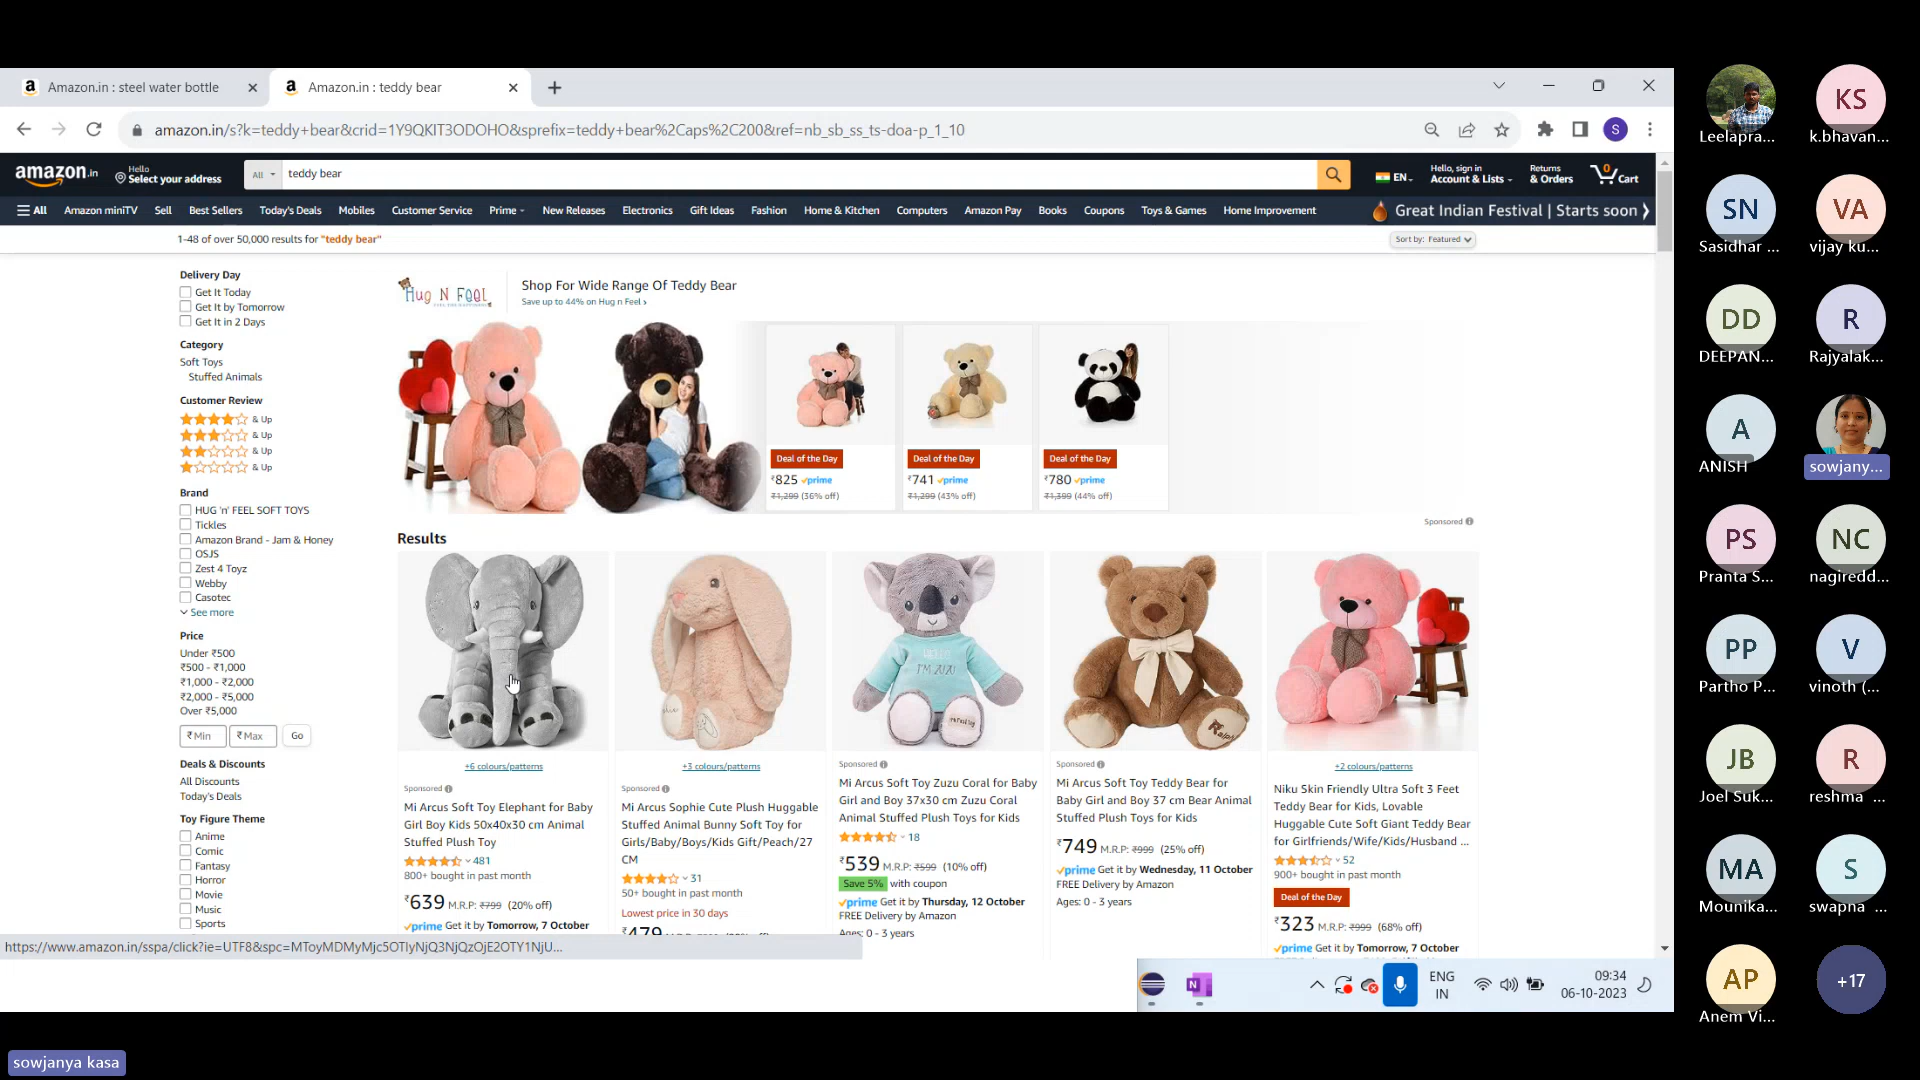 Amazon.in : steel water bottle
Amazon.in : teddy bear
amazon.in/s?k=teddy+bear&crid=1Y9QKIT3ODOHO&sprefix=teddy+bear%2Caps%2C200&ref=nb_sb_ss_ts-doa-p_1_10
S
amazon.in
Hello
Select your address
All
teddy bear
EN
Hello, sign in
Account & Lists
Returns
& Orders
0
Cart
All
Amazon miniTV
Sell
Best Sellers
Today's Deals
Mobiles
Customer Service
Prime
New Releases
Electronics
Gift Ideas
Fashion
Home & Kitchen
Computers
Amazon Pay
Books
Coupons
Toys & Games
Home Improvement
Great Indian Festival | Starts soon
1-48 of over 50,000 results for "teddy bear"
Sort by: Featured
Delivery Day
Get It Today
Get It by Tomorrow
Get It in 2 Days
Category
Soft Toys
Stuffed Animals
Customer Review
& Up
& Up
& Up
& Up
Brand
HUG 'n' FEEL SOFT TOYS
Tickles
Amazon Brand - Jam & Honey
OSJS
Zest 4 Toyz
Webby
Casotec
See more
Price
Under ₹500
₹500 - ₹1,000
₹1,000 - ₹2,000
₹2,000 - ₹5,000
Over ₹5,000
₹ Min
₹ Max
Go
Deals & Discounts
All Discounts
Today's Deals
Toy Figure Theme
Anime
Comic
Fantasy
Horror
Movie
Music
Sports
Hug N Feel
Shop For Wide Range Of Teddy Bear
Save up to 44% on Hug n Feel ›
Deal of the Day
₹825 prime
₹1,299 (36% off)
Deal of the Day
₹741 prime
₹1,299 (43% off)
Deal of the Day
₹780 prime
₹1,399 (44% off)
Sponsored
Results
+6 colours/patterns
Sponsored
Mi Arcus Soft Toy Elephant for Baby
Girl Boy Kids 50x40x30 cm Animal
Stuffed Plush Toy
481
800+ bought in past month
₹639 M.R.P: ₹799 (20% off)
prime Get it by Tomorrow, 7 October
+3 colours/patterns
Sponsored
Mi Arcus Sophie Cute Plush Huggable
Stuffed Animal Bunny Soft Toy for
Girls/Baby/Boys/Kids Gift/Peach/27
CM
31
50+ bought in past month
Lowest price in 30 days
₹479
I'M ZUZU
Sponsored
Mi Arcus Soft Toy Zuzu Coral for Baby
Girl and Boy 37x30 cm Zuzu Coral
Animal Stuffed Plush Toys for Kids
18
₹539 M.R.P: ₹599 (10% off)
Save 5% with coupon
prime Get it by Thursday, 12 October
FREE Delivery by Amazon
Ages: 0 - 3 years
Ralph
Sponsored
Mi Arcus Soft Toy Teddy Bear for
Baby Girl and Boy 37 cm Bear Animal
Stuffed Plush Toys for Kids
₹749 M.R.P: ₹999 (25% off)
prime Get it by Wednesday, 11 October
FREE Delivery by Amazon
Ages: 0 - 3 years
+2 colours/patterns
Niku Skin Friendly Ultra Soft 3 Feet
Teddy Bear for Kids, Lovable
Huggable Cute Soft Giant Teddy Bear
for Girlfriends/Wife/Kids/Husband ...
52
900+ bought in past month
Deal of the Day
₹323 M.R.P: ₹999 (68% off)
prime Get it by Tomorrow, 7 October
https://www.amazon.in/sspa/click?ie=UTF8&spc=MToyMDMyMjc5OTIyNjQ3NjQzOjE2OTY1NjU...
N
ENG
IN
09:34
06-10-2023
Leelapra...
KS
k.bhavan...
SN
Sasidhar ...
VA
vijay ku...
DD
DEEPAN...
R
Rajyalak...
A
ANISH
sowjany...
PS
Pranta S...
NC
nagiredd...
PP
Partho P...
V
vinoth (...
JB
Joel Suk...
R
reshma ...
MA
Mounika...
S
swapna ...
AP
Anem Vi...
+17
sowjanya kasa